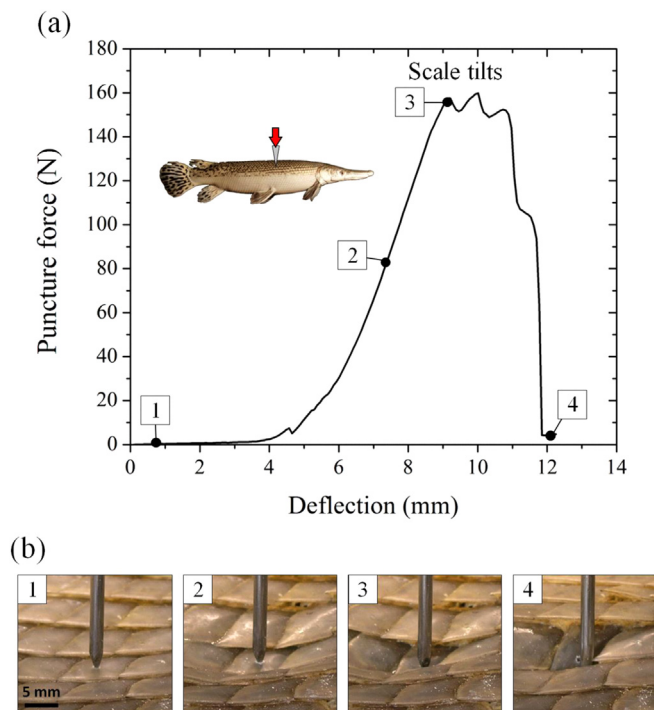 (a)
180
160
140
120
100
80
60
40
20
0
Puncture force (N)
Scale tilts
3
2
1
4
0 2 4 6 8 10 12 14
Deflection (mm)
(b)
1 2 3 4
5 mm